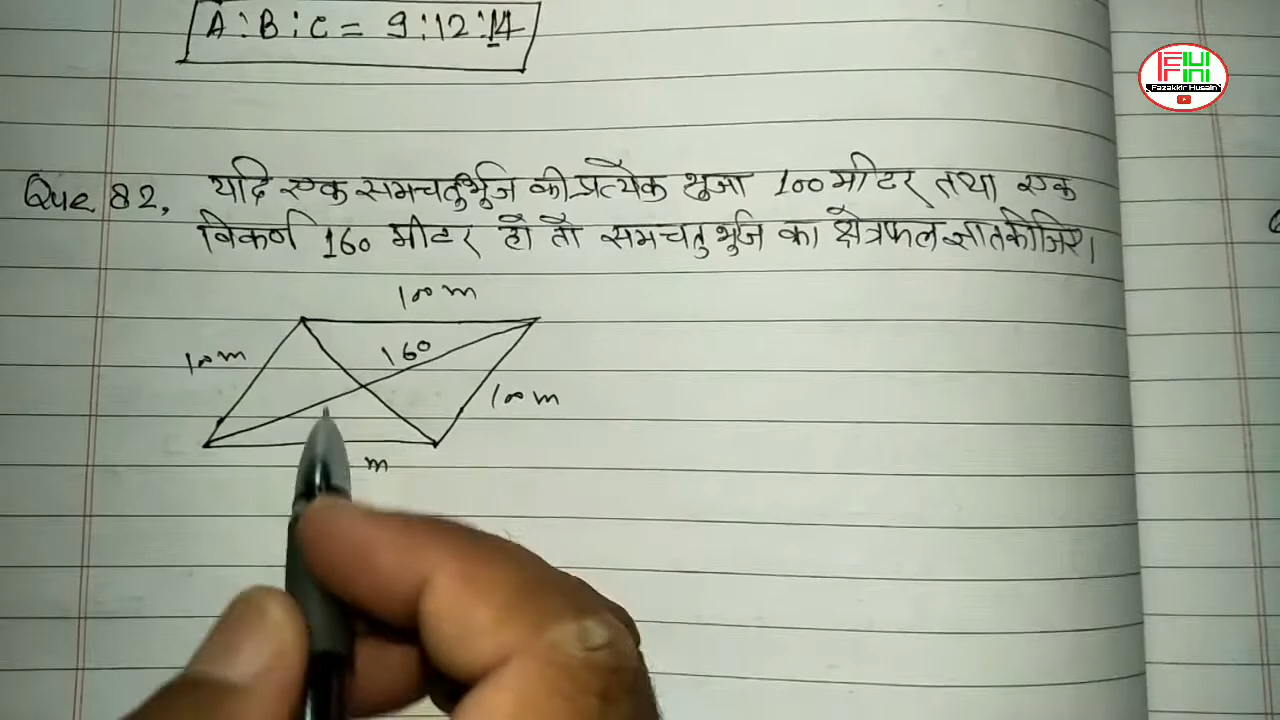 A : B : C = 9 : 12 : 14
FH
Fazakkir Husain
Que. 82, यदि एक समचतुर्भुज की प्रत्येक भुजा 100 मीटर तथा एक
विकर्ण 160 मीटर हो तो समचतुर्भुज का क्षेत्रफल ज्ञात कीजिए।
100 m
100 m
160
100 m
m